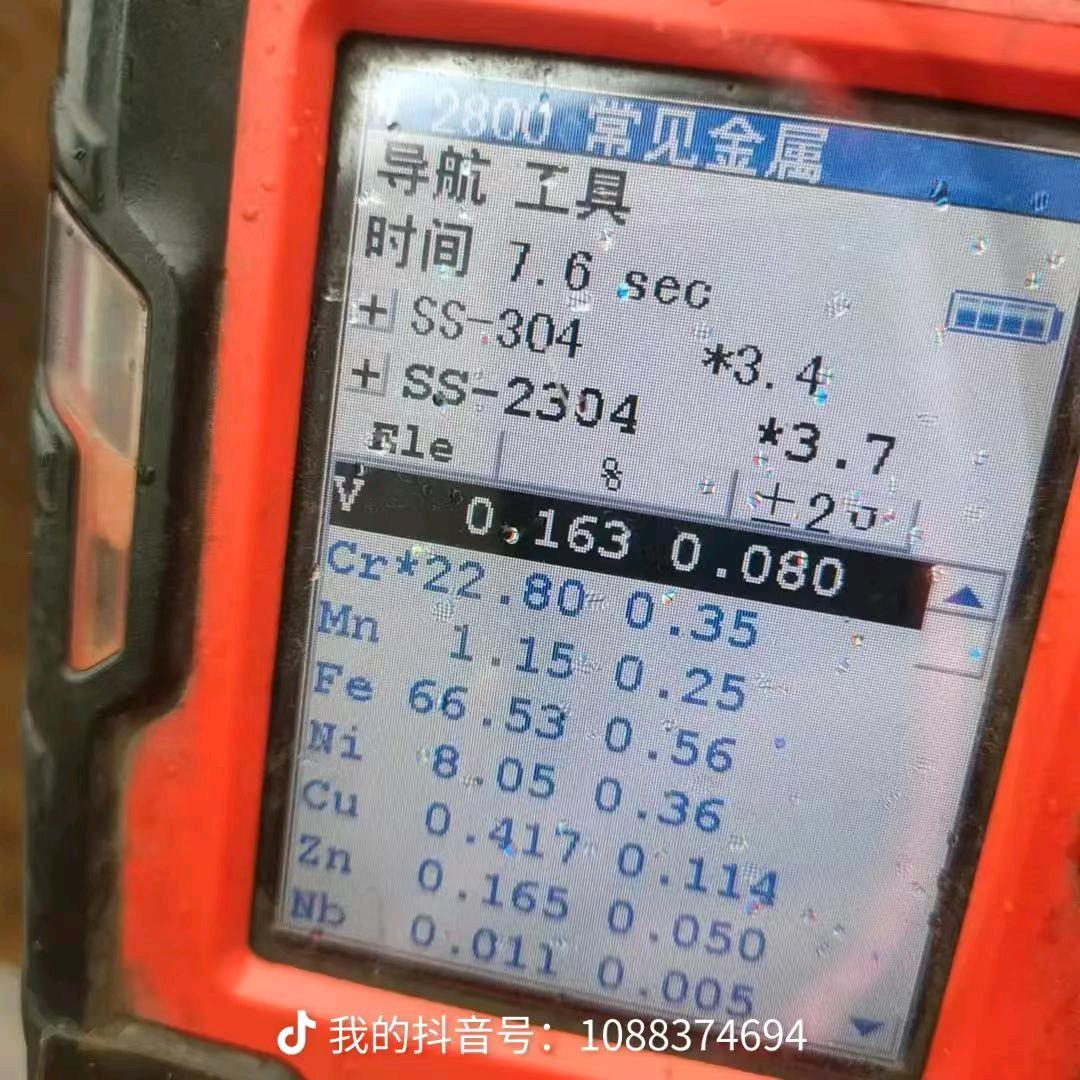 2800 常见金属
导航 工具
时间 7.6 sec
+ SS-304 *3.4
+ SS-2304 *3.7
Ele % ±2σ
V 0.163 0.080
Cr*22.80 0.35
Mn 1.15 0.25
Fe 66.53 0.56
Ni 8.05 0.36
Cu 0.417 0.114
Zn 0.165 0.050
Nb 0.011 0.005
我的抖音号：1088374694